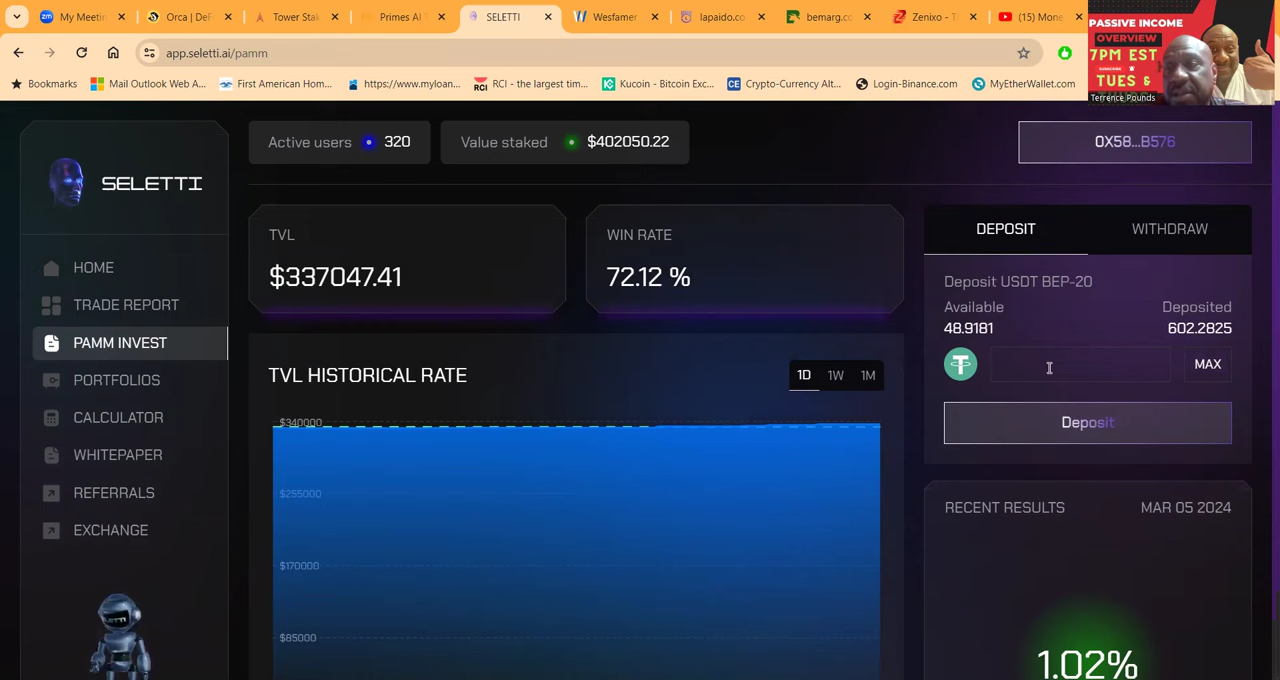 My Meetin
Orca | DeF
Tower Stak
Primes AI T
SELETTI
Wesfamer
lapaido.co
bemarg.co
Zenixo - T
(15) Mone
app.seletti.ai/pamm
Bookmarks
Mail Outlook Web A...
First American Hom...
https://www.myloan...
RCI - the largest tim...
Kucoin - Bitcoin Exc...
Crypto-Currency Alt...
Login-Binance.com
MyEtherWallet.com
PASSIVE INCOME
OVERVIEW
7PM EST
TUES &
Terrence Pounds
SELETTI
Active users 320
Value staked $402050.22
0X58...B576
HOME
TRADE REPORT
PAMM INVEST
PORTFOLIOS
CALCULATOR
WHITEPAPER
REFERRALS
EXCHANGE
TVL
$337047.41
WIN RATE
72.12 %
TVL HISTORICAL RATE
1D 1W 1M
$340000
$255000
$170000
$85000
DEPOSIT WITHDRAW
Deposit USDT BEP-20
Available Deposited
48.9181 602.2825
MAX
Deposit
RECENT RESULTS MAR 05 2024
1.02%